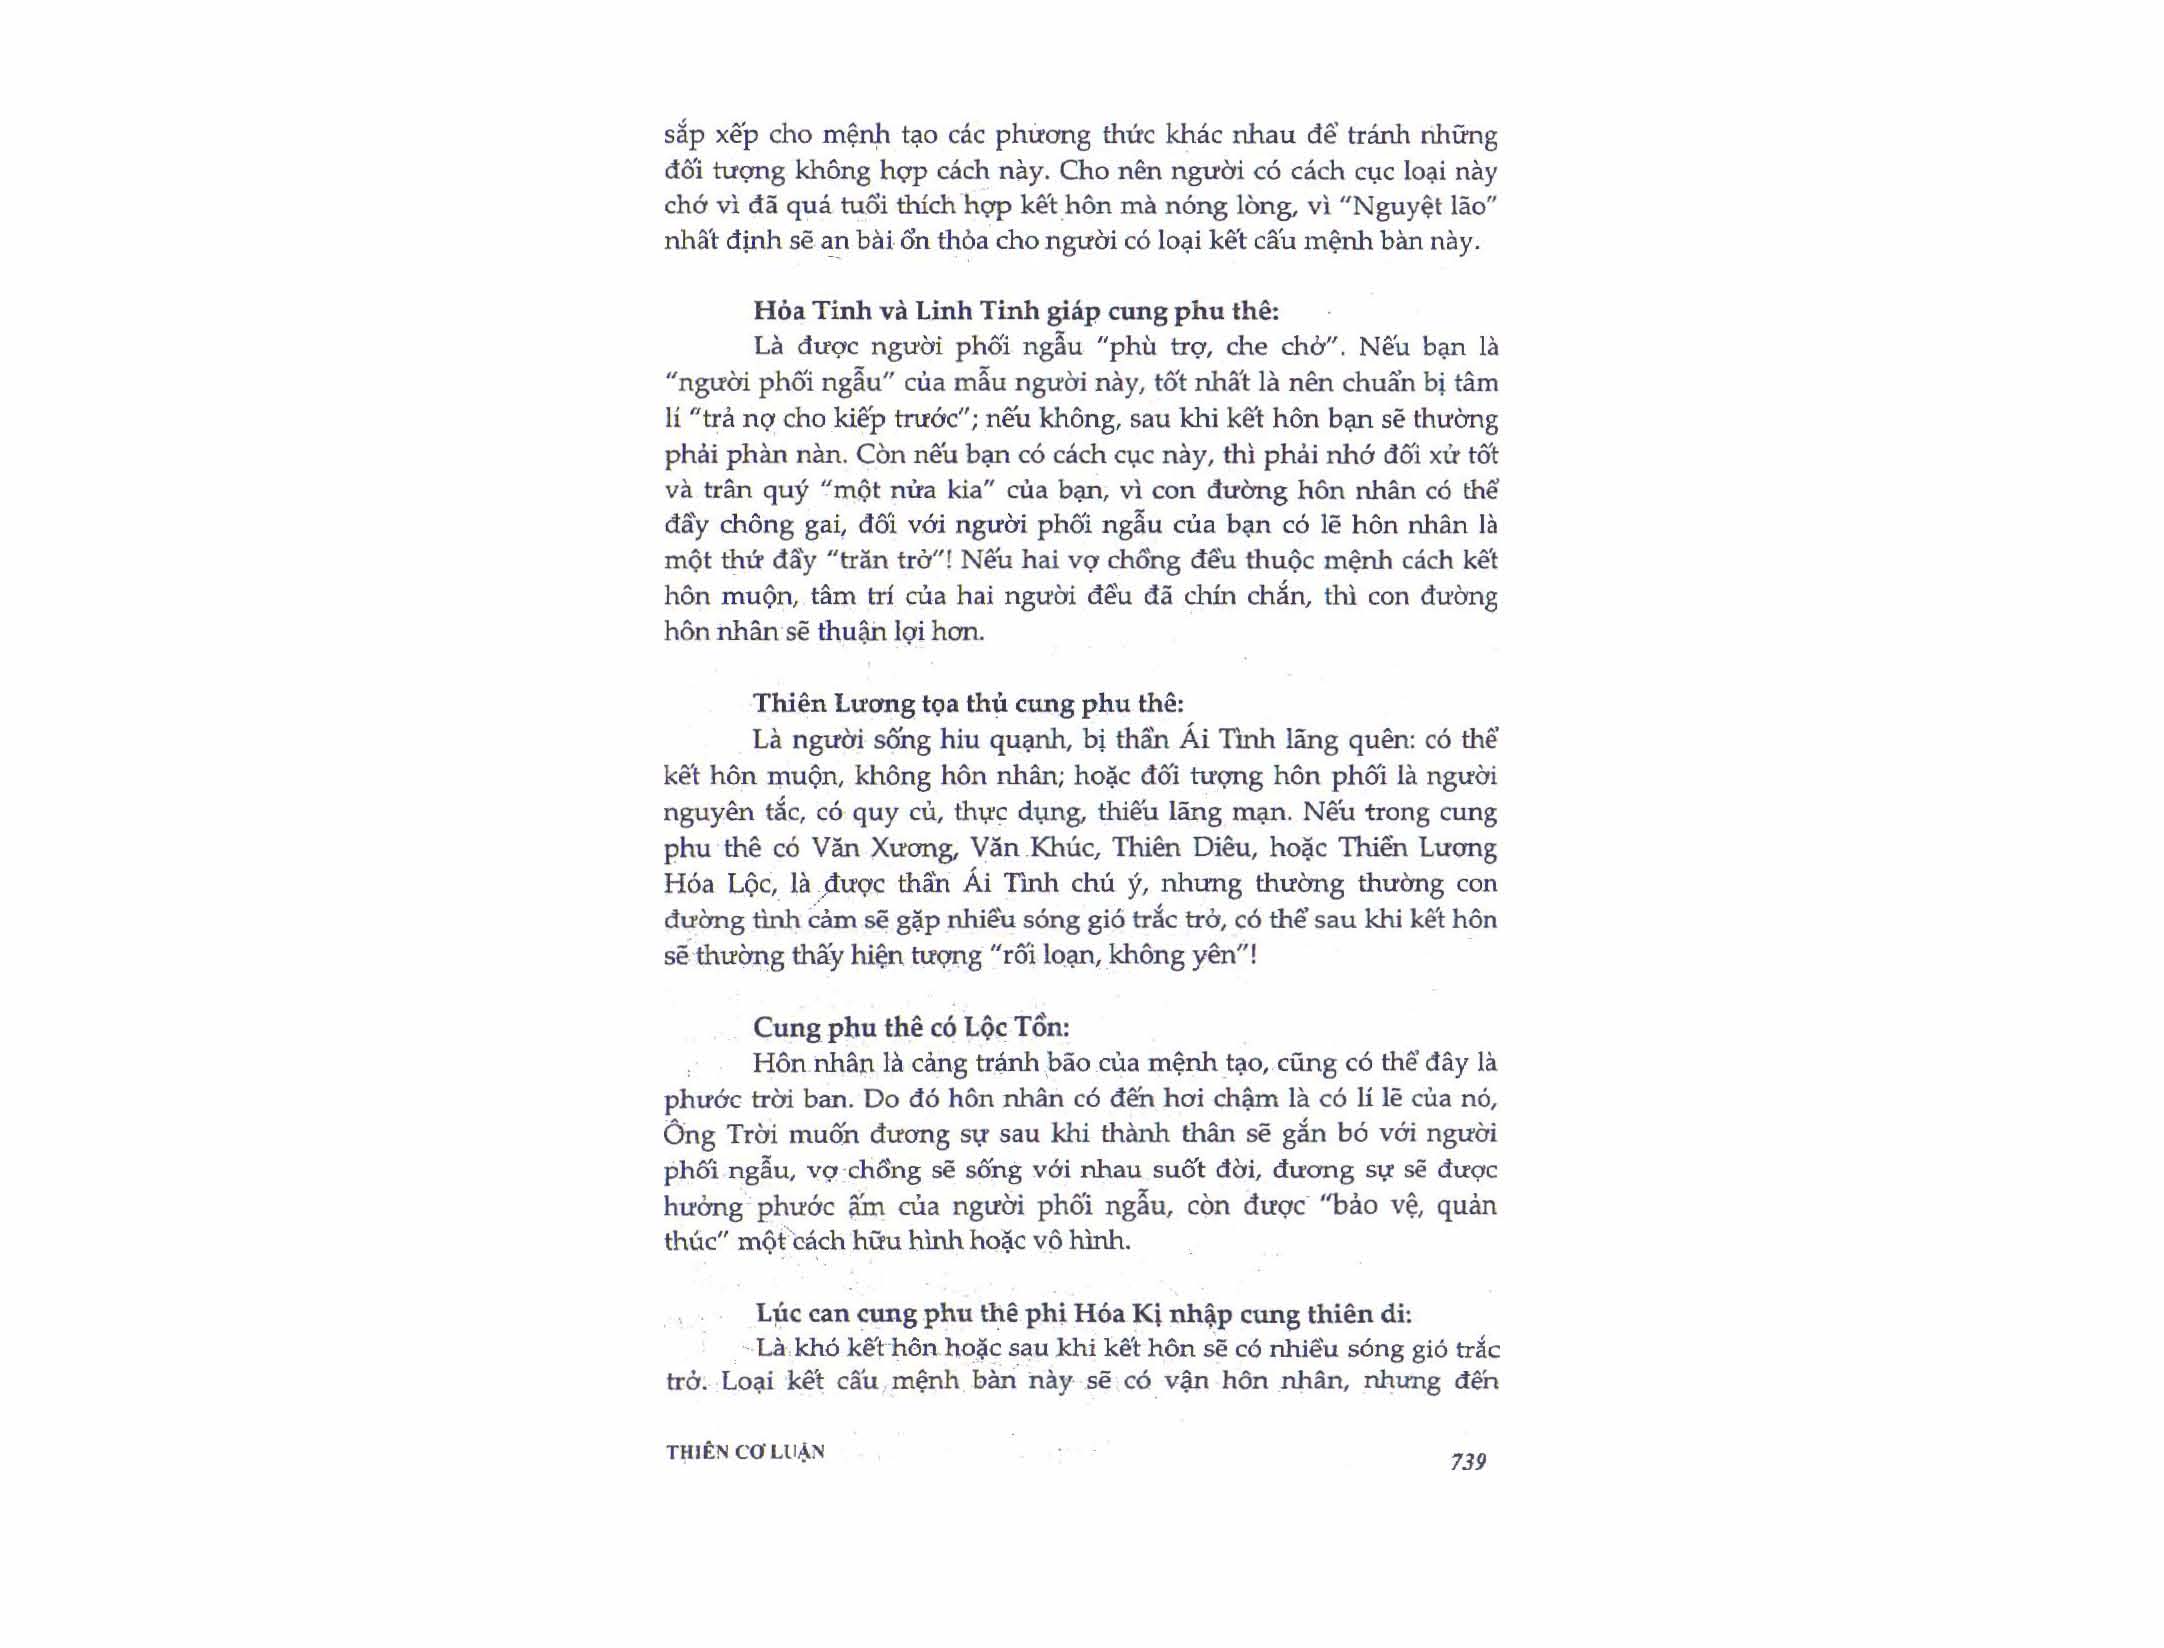 sắp xếp cho mệnh tạo các phương thức khác nhau để tránh những
đối tượng không hợp cách này. Cho nên người có cách cục loại này
chớ vì đã quá tuổi thích hợp kết hôn mà nóng lòng, vì "Nguyệt lão"
nhất định sẽ an bài ổn thỏa cho người có loại kết cấu mệnh bàn này.
Hỏa Tinh và Linh Tinh giáp cung phu thê:
Là được người phối ngẫu "phù trợ, che chở". Nếu bạn là
"người phối ngẫu" của mẫu người này, tốt nhất là nên chuẩn bị tâm
lí "trả nợ cho kiếp trước"; nếu không, sau khi kết hôn bạn sẽ thường
phải phàn nàn. Còn nếu bạn có cách cục này, thì phải nhớ đối xử tốt
và trân quý "một nửa kia" của bạn, vì con đường hôn nhân có thể
đầy chông gai, đối với người phối ngẫu của bạn có lẽ hôn nhân là
một thứ đầy "trăn trở"! Nếu hai vợ chồng đều thuộc mệnh cách kết
hôn muộn, tâm trí của hai người đều đã chín chắn, thì con đường
hôn nhân sẽ thuận lợi hơn.
Thiên Lương tọa thủ cung phu thê:
Là người sống hiu quạnh, bị thần Ái Tình lãng quên: có thể
kết hôn muộn, không hôn nhân; hoặc đối tượng hôn phối là người
nguyên tắc, có quy củ, thực dụng, thiếu lãng mạn. Nếu trong cung
phu thê có Văn Xương, Văn Khúc, Thiên Diêu, hoặc Thiền Lương
Hóa Lộc, là được thần Ái Tình chú ý, nhưng thường thường con
đường tình cảm sẽ gặp nhiều sóng gió trắc trở, có thể sau khi kết hôn
sẽ thường thấy hiện tượng "rối loạn, không yên"!
Cung phu thê có Lộc Tồn:
Hôn nhân là cảng tránh bão của mệnh tạo, cũng có thể đây là
phước trời ban. Do đó hôn nhân có đến hơi chậm là có lí lẽ của nó,
Ông Trời muốn đương sự sau khi thành thân sẽ gắn bó với người
phối ngẫu, vợ chồng sẽ sống với nhau suốt đời, đương sự sẽ được
hưởng phước ấm của người phối ngẫu, còn được "bảo vệ, quản
thúc" một cách hữu hình hoặc vô hình.
Lúc can cung phu thê phi Hóa Kị nhập cung thiên di:
Là khó kết hôn hoặc sau khi kết hôn sẽ có nhiều sóng gió trắc
trở. Loại kết cấu mệnh bàn này sẽ có vận hôn nhân, nhưng đến
THIÊN CƠ LUẬN
739